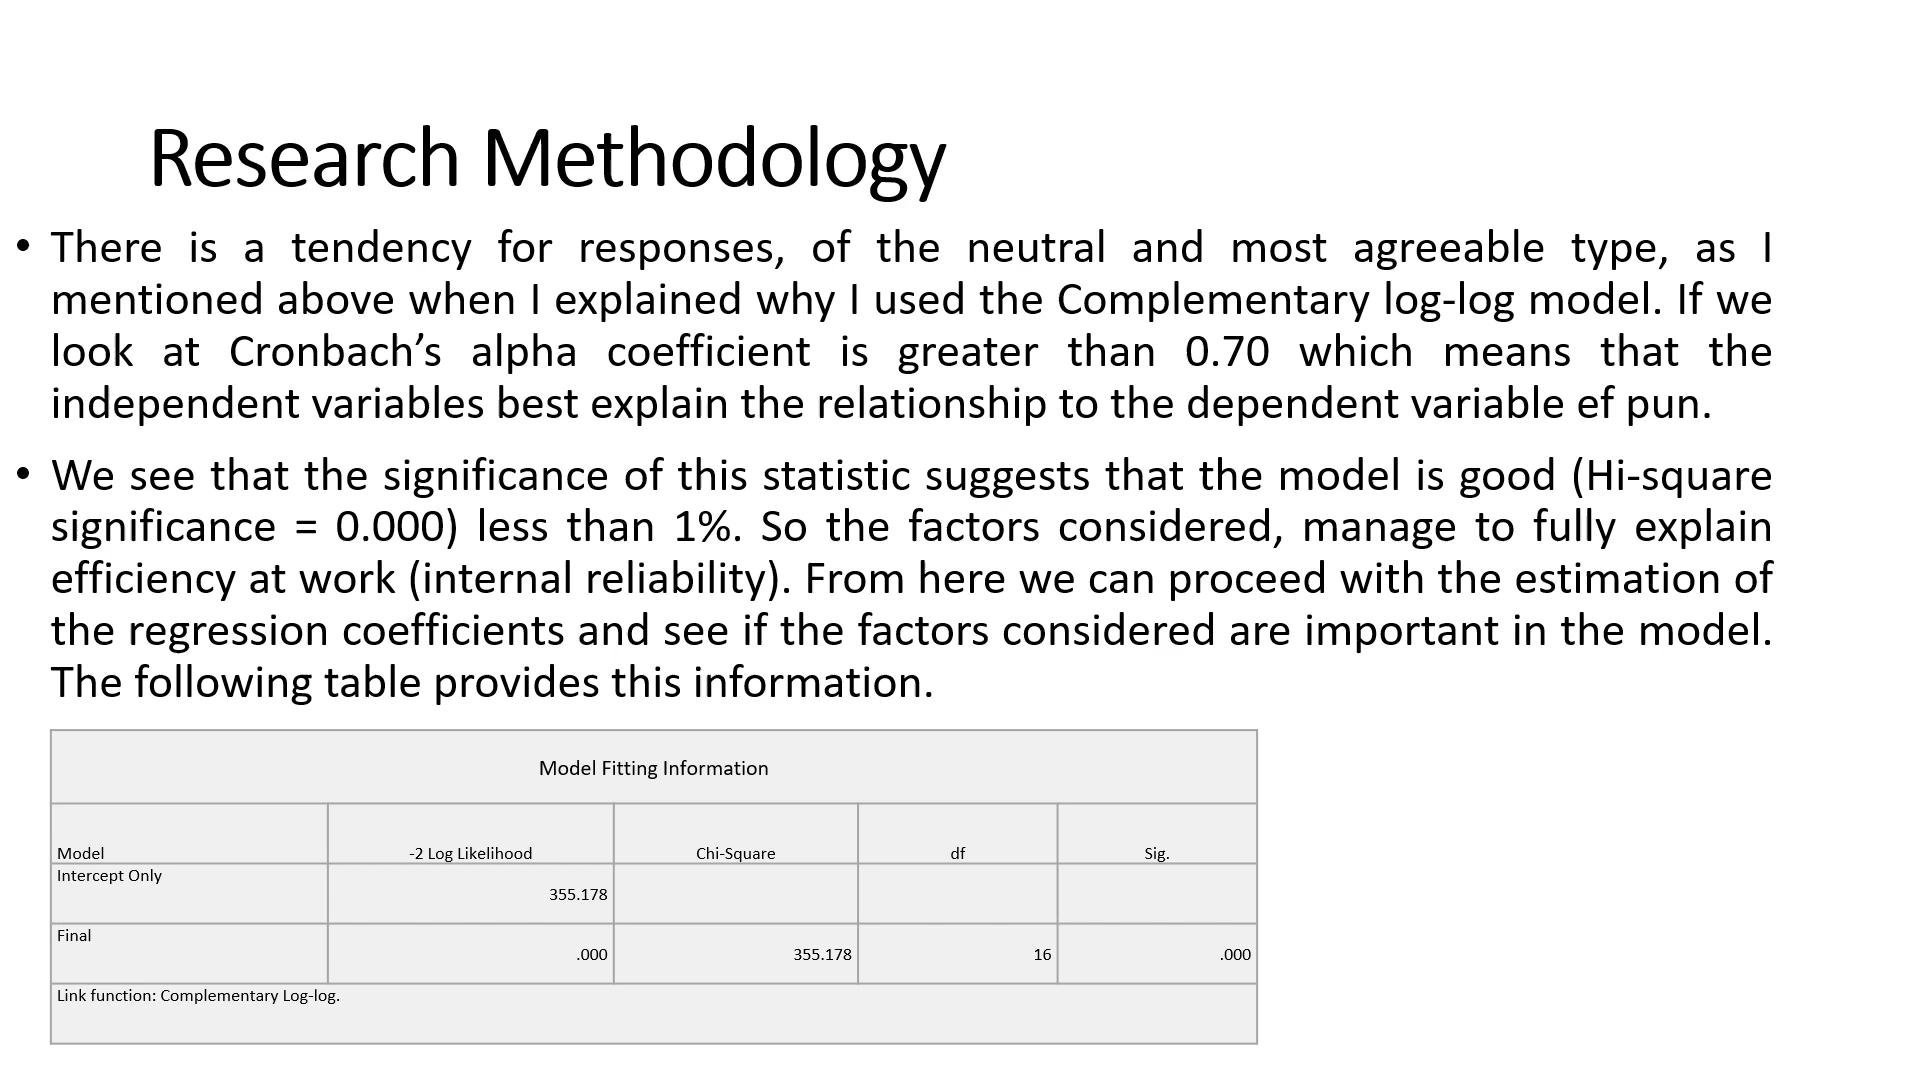 Research Methodology
• There is a tendency for responses, of the neutral and most agreeable type, as I
mentioned above when I explained why I used the Complementary log-log model. If we
look at Cronbach’s alpha coefficient is greater than 0.70 which means that the
independent variables best explain the relationship to the dependent variable ef pun.
• We see that the significance of this statistic suggests that the model is good (Hi-square
significance = 0.000) less than 1%. So the factors considered, manage to fully explain
efficiency at work (internal reliability). From here we can proceed with the estimation of
the regression coefficients and see if the factors considered are important in the model.
The following table provides this information.
Model Fitting Information
Model -2 Log Likelihood Chi-Square df Sig.
Intercept Only 355.178
Final .000 355.178 16 .000
Link function: Complementary Log-log.